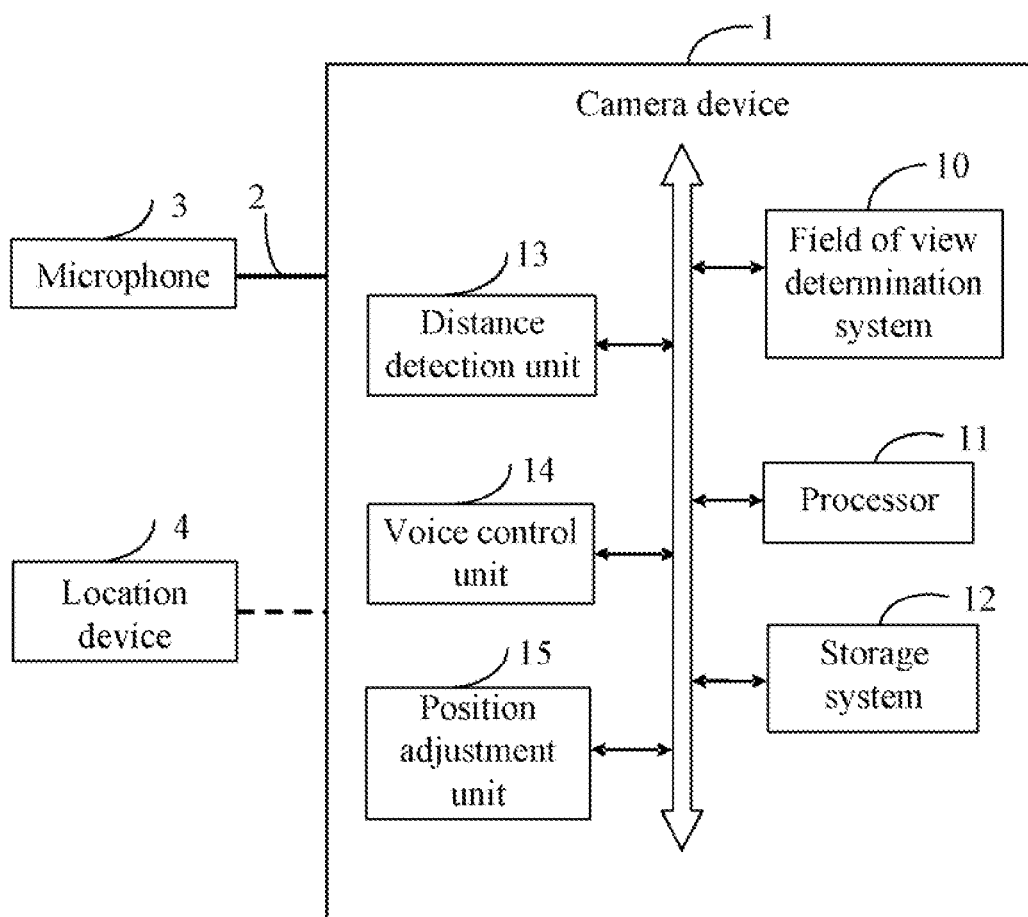 1
Camera device
10
Field of view
determination
system
3
2
Microphone
13
Distance
detection unit
11
Processor
14
Voice control
unit
4
Location
device
12
Storage
system
15
Position
adjustment
unit